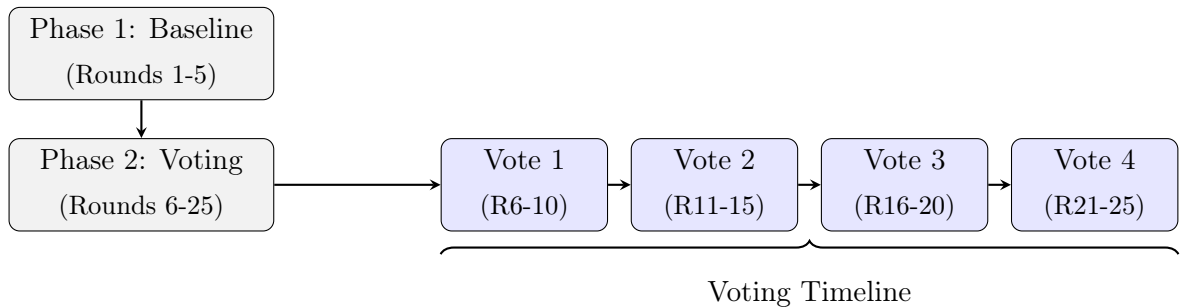 Phase 1: Baseline
(Rounds 1-5)
Phase 2: Voting
(Rounds 6-25)
Vote 1
(R6-10)
Vote 2
(R11-15)
Vote 3
(R16-20)
Vote 4
(R21-25)
Voting Timeline